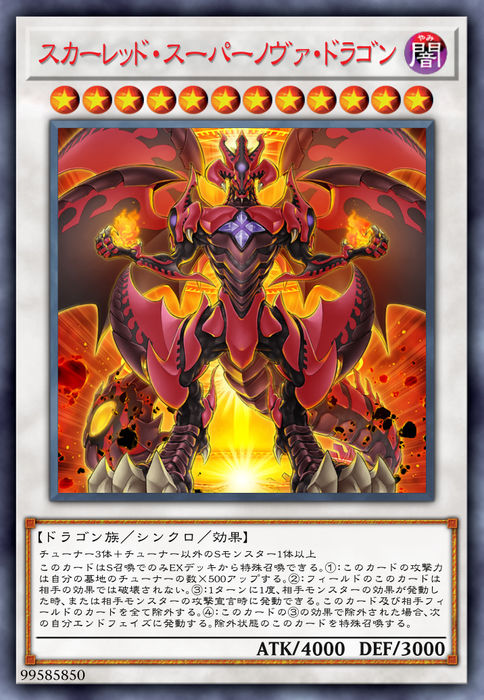 スカーレッド・スーパーノヴァ・ドラゴン
やみ
闇
【ドラゴン族／シンクロ／効果】
チューナー3体＋チューナー以外のSモンスター1体以上
このカードはS召喚でのみEXデッキから特殊召喚できる。①：このカードの攻撃力
は自分の墓地のチューナーの数×500アップする。②：フィールドのこのカードは
相手の効果では破壊されない。③：1ターンに1度、相手モンスターの効果が発動し
た時、または相手モンスターの攻撃宣言時に発動できる。このカード及び相手フィ
ールドのカードを全て除外する。④：このカードの③の効果で除外された場合、次
の自分エンドフェイズに発動する。除外状態のこのカードを特殊召喚する。
ATK/4000 DEF/3000
99585850